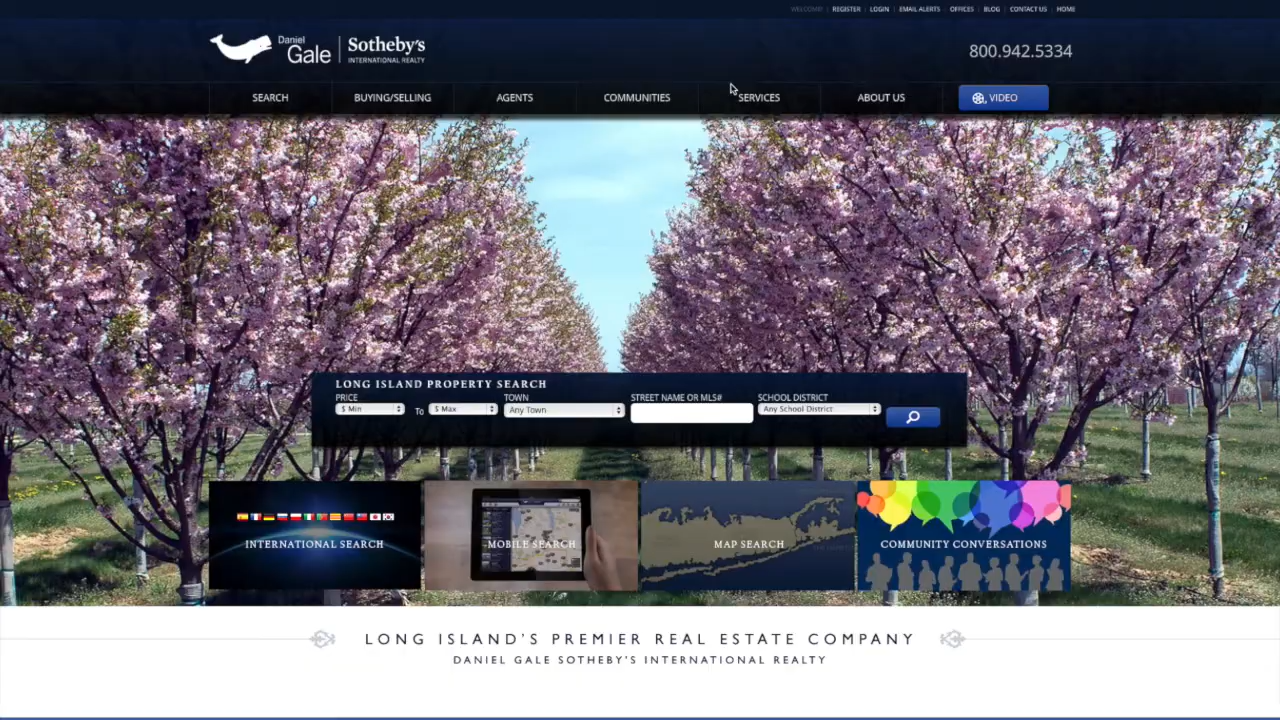 WELCOME! | REGISTER | LOGIN | EMAIL ALERTS | OFFICES | BLOG | CONTACT US | HOME
Daniel
Gale
Sotheby's
INTERNATIONAL REALTY
800.942.5334
SEARCH
BUYING/SELLING
AGENTS
COMMUNITIES
SERVICES
ABOUT US
VIDEO
LONG ISLAND PROPERTY SEARCH
PRICE
TOWN
STREET NAME OR MLS#
SCHOOL DISTRICT
$ Min
To
$ Max
Any Town
Any School District
INTERNATIONAL SEARCH
MOBILE SEARCH
MAP SEARCH
COMMUNITY CONVERSATIONS
LONG ISLAND'S PREMIER REAL ESTATE COMPANY
DANIEL GALE SOTHEBY'S INTERNATIONAL REALTY